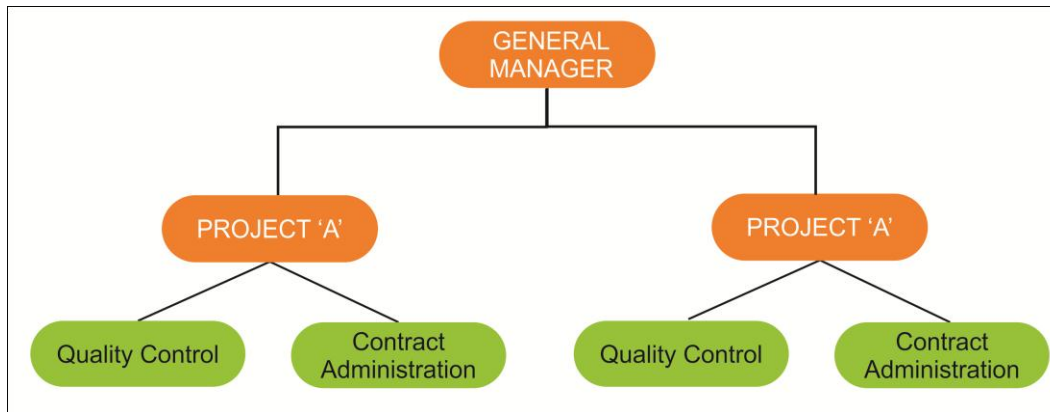 GENERAL
MANAGER
PROJECT ‘A’
PROJECT ‘A’
Quality Control
Contract
Administration
Quality Control
Contract
Administration